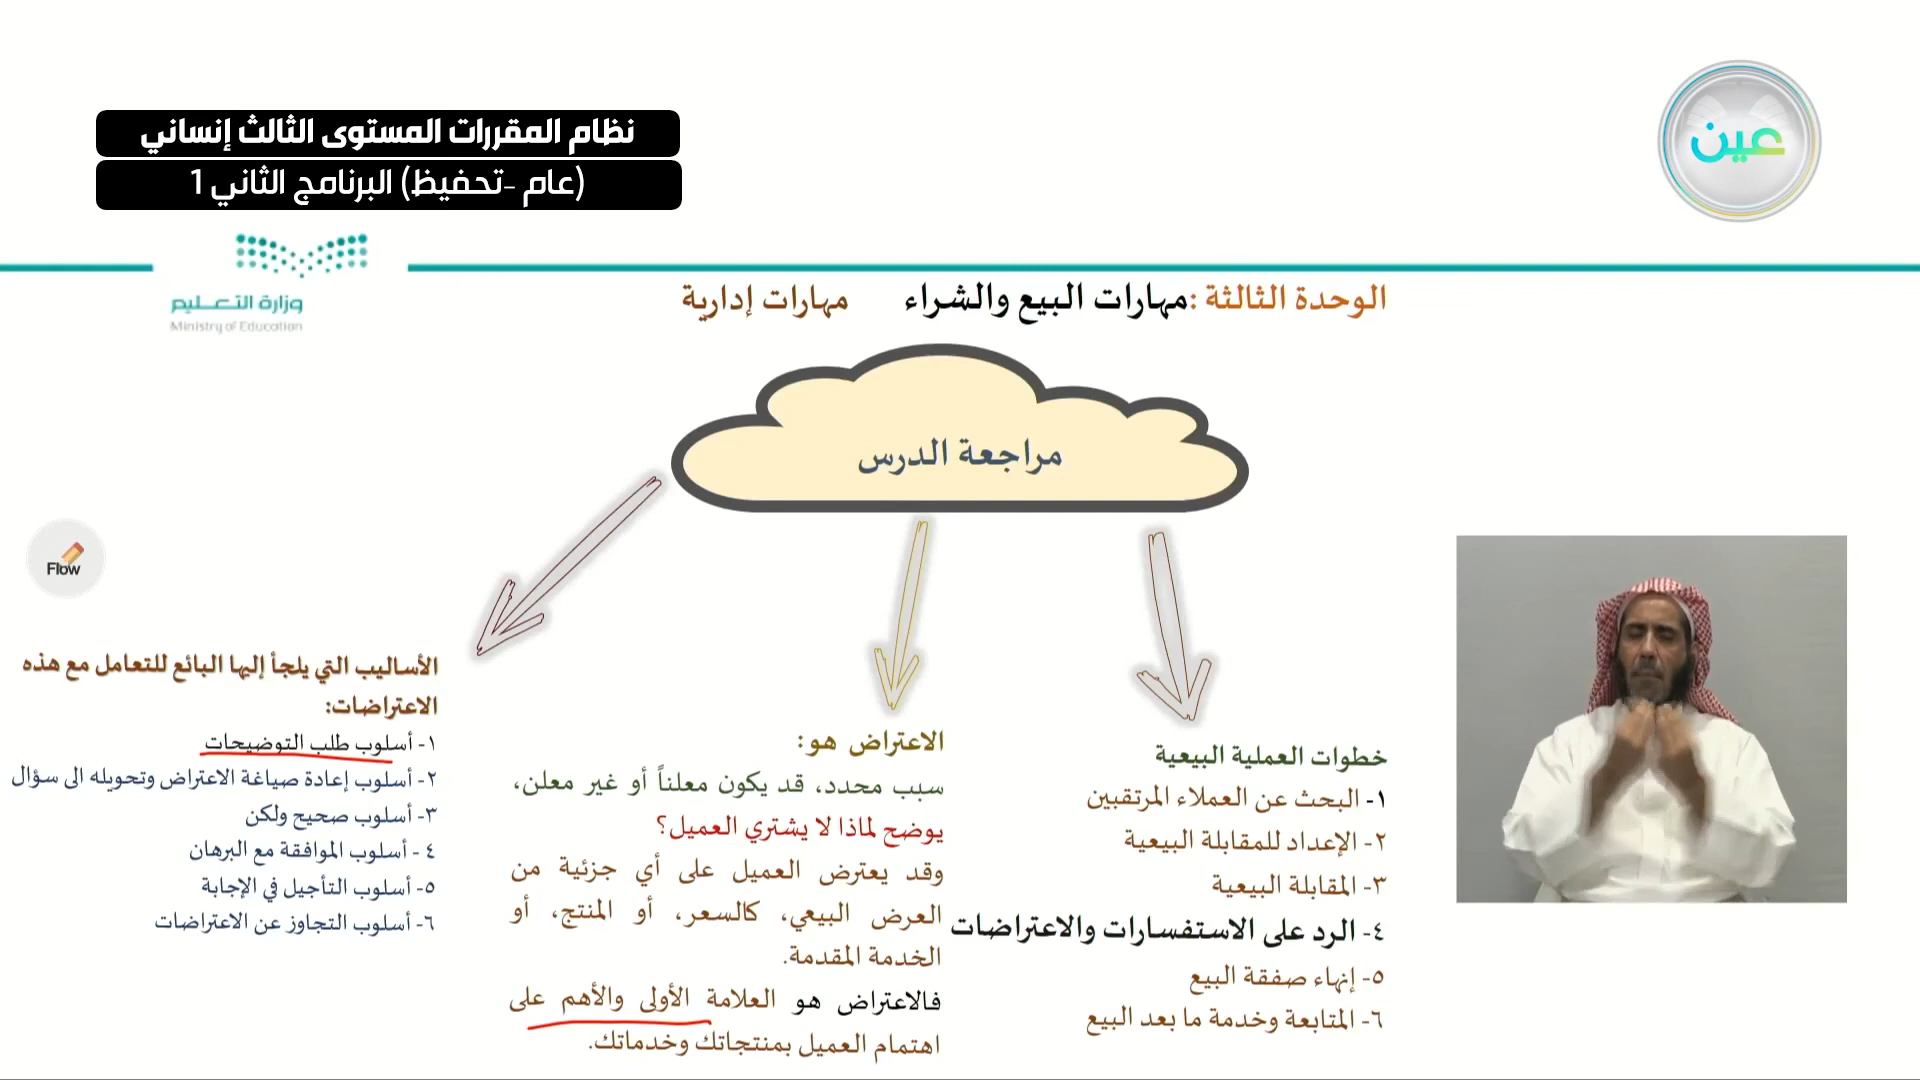 نظام المقررات المستوى الثالث إنساني
(عام -تحفيظ) البرنامج الثاني 1
عين
وزارة التعليم
Ministry of Education
الوحدة الثالثة :مهارات البيع والشراء مهارات إدارية
مراجعة الدرس
Flow
خطوات العملية البيعية
١- البحث عن العملاء المرتقبين
٢- الإعداد للمقابلة البيعية
٣- المقابلة البيعية
٤- الرد على الاستفسارات والاعتراضات
٥- إنهاء صفقة البيع
٦- المتابعة وخدمة ما بعد البيع
الاعتراض هو:
سبب محدد، قد يكون معلناً أو غير معلن،
يوضح لماذا لا يشتري العميل؟
وقد يعترض العميل على أي جزئية من
العرض البيعي، كالسعر، أو المنتج، أو
الخدمة المقدمة.
فالاعتراض هو العلامة الأولى والأهم على
اهتمام العميل بمنتجاتك وخدماتك.
الأساليب التي يلجأ إليها البائع للتعامل مع هذه
الاعتراضات:
١- أسلوب طلب التوضيحات
٢- أسلوب إعادة صياغة الاعتراض وتحويله الى سؤال
٣- أسلوب صحيح ولكن
٤ - أسلوب الموافقة مع البرهان
٥- أسلوب التأجيل في الإجابة
٦- أسلوب التجاوز عن الاعتراضات